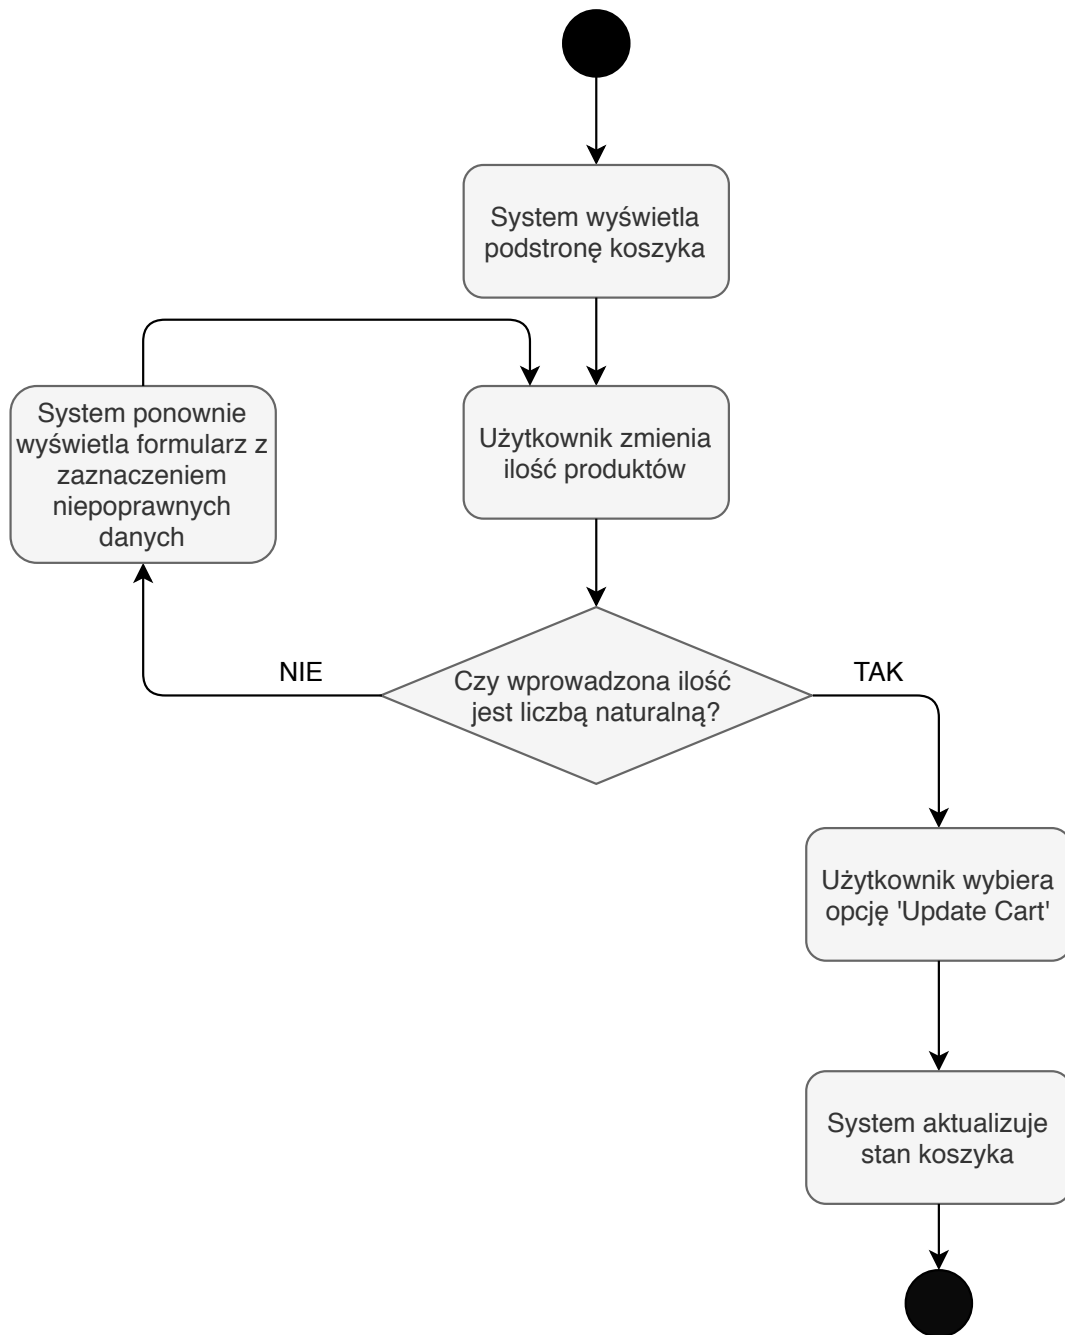 System wyświetla
podstronę koszyka
System ponownie
wyświetla formularz z
zaznaczeniem
niepoprawnych
danych
Użytkownik zmienia
ilość produktów
NIE
Czy wprowadzona ilość
jest liczbą naturalną?
TAK
Użytkownik wybiera
opcję 'Update Cart'
System aktualizuje
stan koszyka